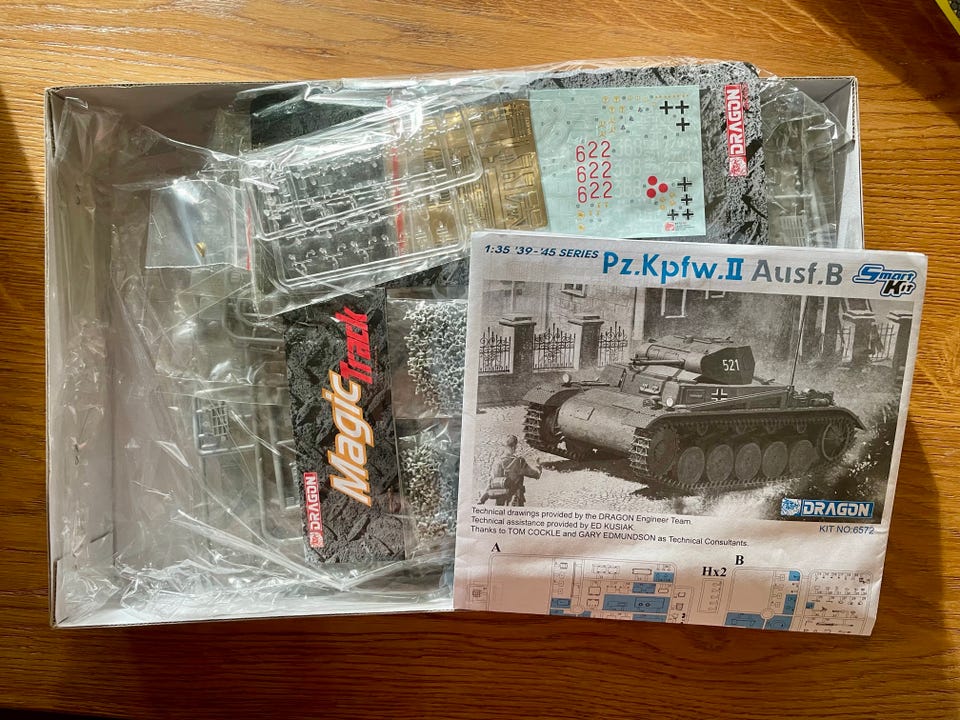 DRAGON
622
622
622
1:35 '39-'45 SERIES
Pz.Kpfw.II Ausf.B
Smart Kit
521
Magic Track
DRAGON
DRAGON
KIT NO.6572
Technical drawings provided by the DRAGON Engineer Team.
Technical assistance provided by ED KUSIAK.
Thanks to TOM COCKLE and GARY EDMUNDSON as Technical Consultants.
A
Hx2
B